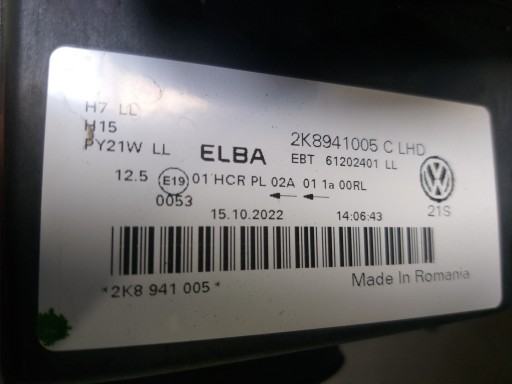 H7 LL
H15
PY21W LL
ELBA
2K8941005 C LHD
EBT 61202401 LL
12.5 E19 01 HCR PL 02A 01 1a 00RL
0053
21S
15.10.2022 14:06:43
*2K8 941 005*
Made In Romania